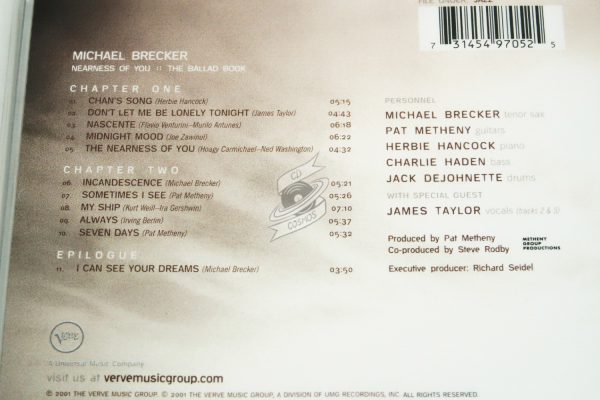 FILE UNDER: JAZZ
7 31454 97052 5
MICHAEL BRECKER
NEARNESS OF YOU :: THE BALLAD BOOK
CHAPTER ONE
01. CHAN'S SONG (Herbie Hancock) 05:15
02. DON'T LET ME BE LONELY TONIGHT (James Taylor) 04:43
03. NASCENTE (Flavio Venturini–Murilo Antunes) 06:18
04. MIDNIGHT MOOD (Joe Zawinul) 06:22
05. THE NEARNESS OF YOU (Hoagy Carmichael–Ned Washington) 04:32
CHAPTER TWO
06. INCANDESCENCE (Michael Brecker) 05:21
07. SOMETIMES I SEE (Pat Metheny) 05:26
08. MY SHIP (Kurt Weill–Ira Gershwin) 07:10
09. ALWAYS (Irving Berlin) 05:37
10. SEVEN DAYS (Pat Metheny) 05:32
EPILOGUE
11. I CAN SEE YOUR DREAMS (Michael Brecker) 03:50
CD
COSMOS
PERSONNEL
MICHAEL BRECKER tenor sax
PAT METHENY guitars
HERBIE HANCOCK piano
CHARLIE HADEN bass
JACK DEJOHNETTE drums
WITH SPECIAL GUEST
JAMES TAYLOR vocals (tracks 2 & 5)
Produced by Pat Metheny
Co-produced by Steve Rodby
METHENY
GROUP
PRODUCTIONS
Executive producer: Richard Seidel
VERVE
A Universal Music Company
visit us at vervemusicgroup.com
℗ 2001 THE VERVE MUSIC GROUP. © 2001 THE VERVE MUSIC GROUP, A DIVISION OF UMG RECORDINGS, INC. ALL RIGHTS RESERVED.